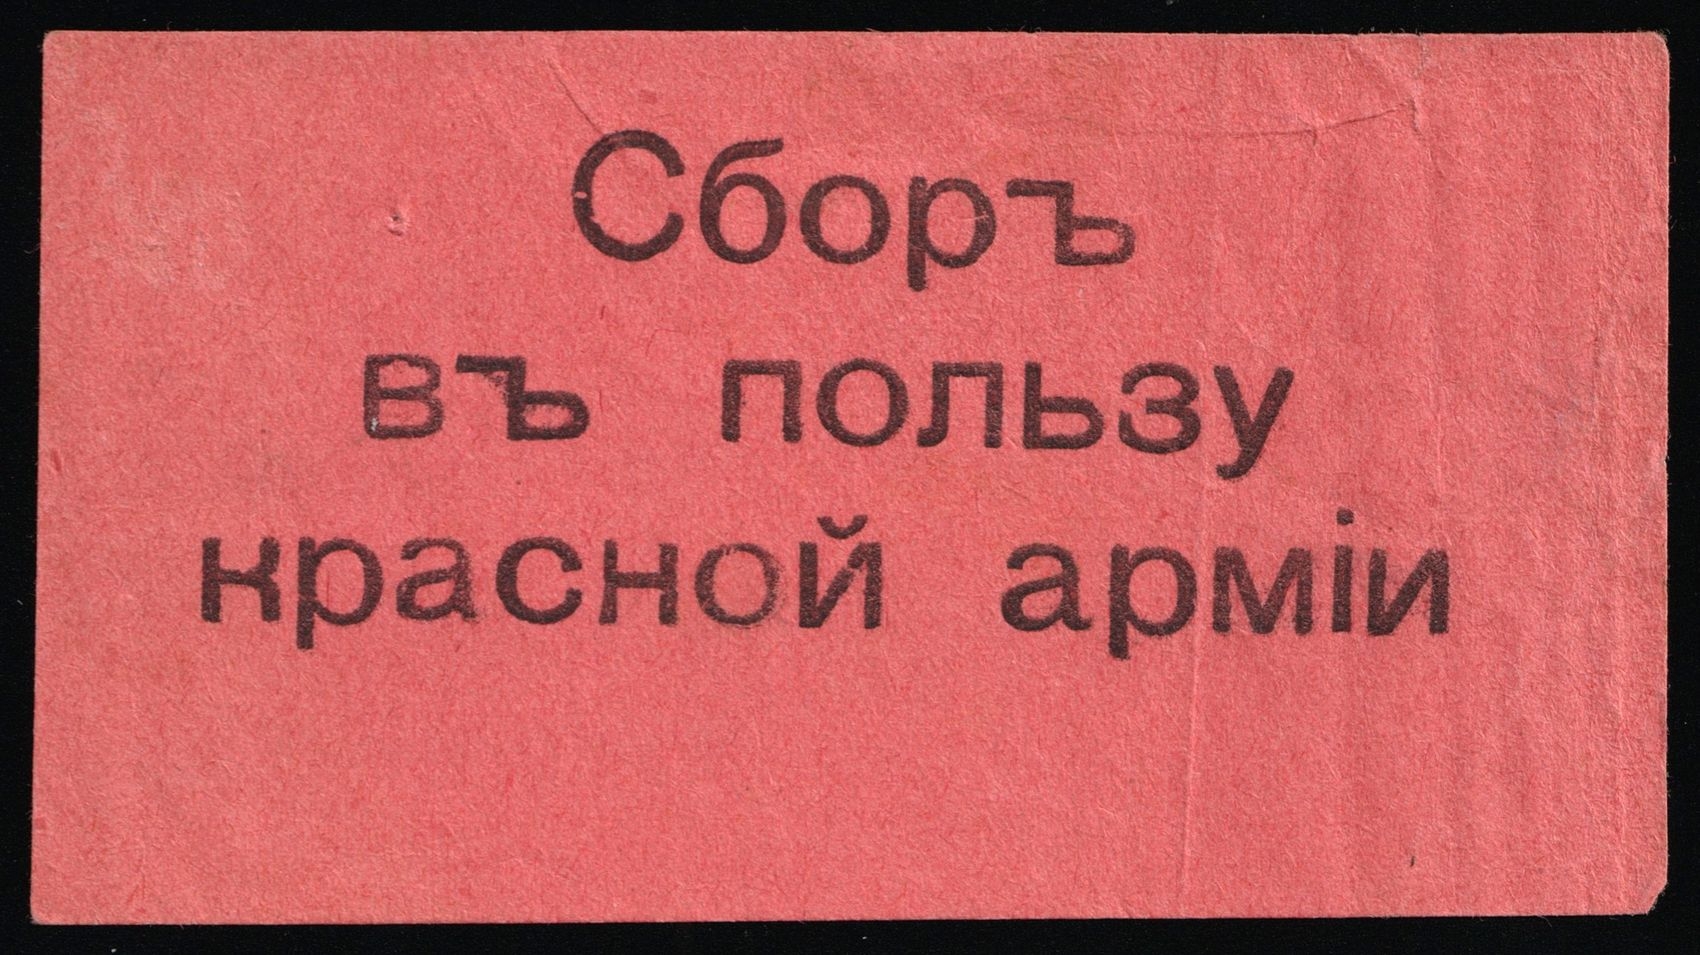 Сборъ
въ пользу
красной арміи